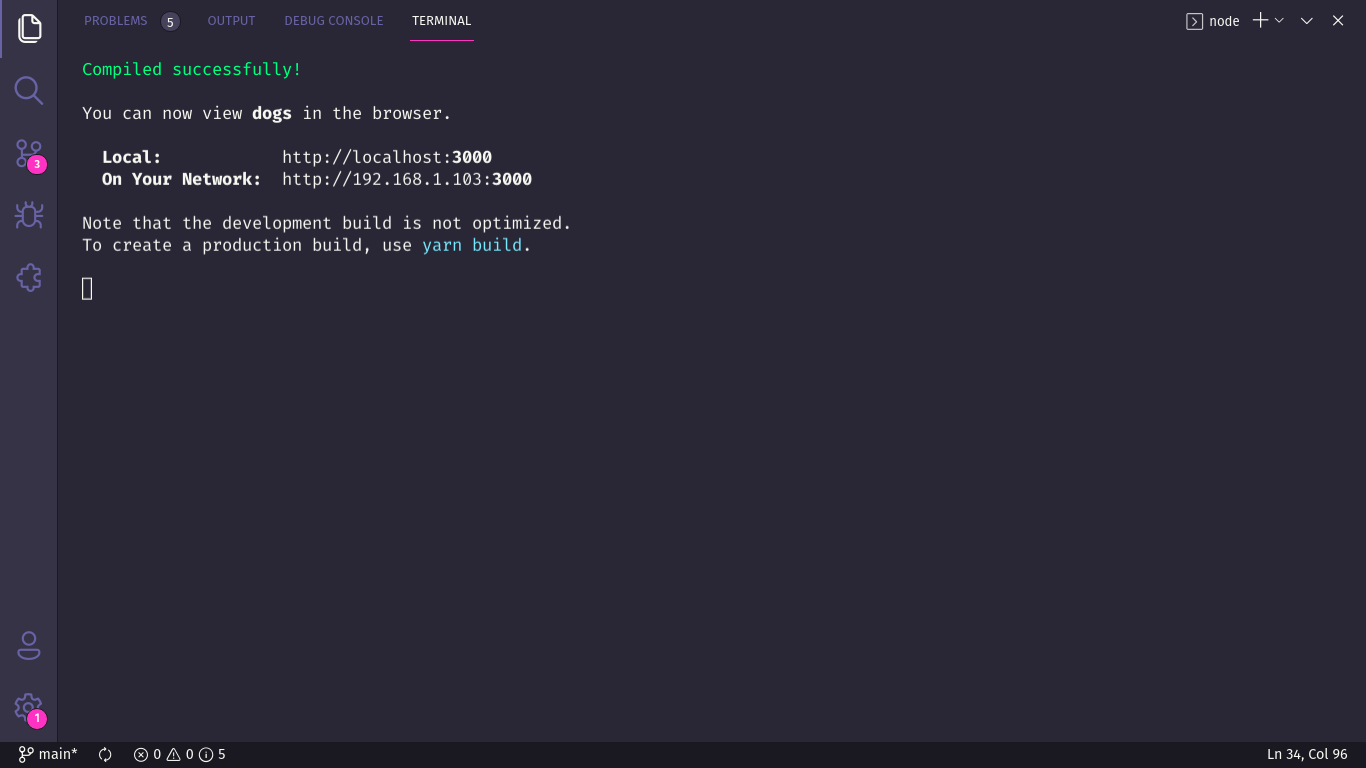 PROBLEMS 5 OUTPUT DEBUG CONSOLE TERMINAL node
Compiled successfully!
You can now view dogs in the browser.
Local: http://localhost:3000
On Your Network: http://192.168.1.103:3000
Note that the development build is not optimized.
To create a production build, use yarn build.
3
1
main* 0 0 5 Ln 34, Col 96